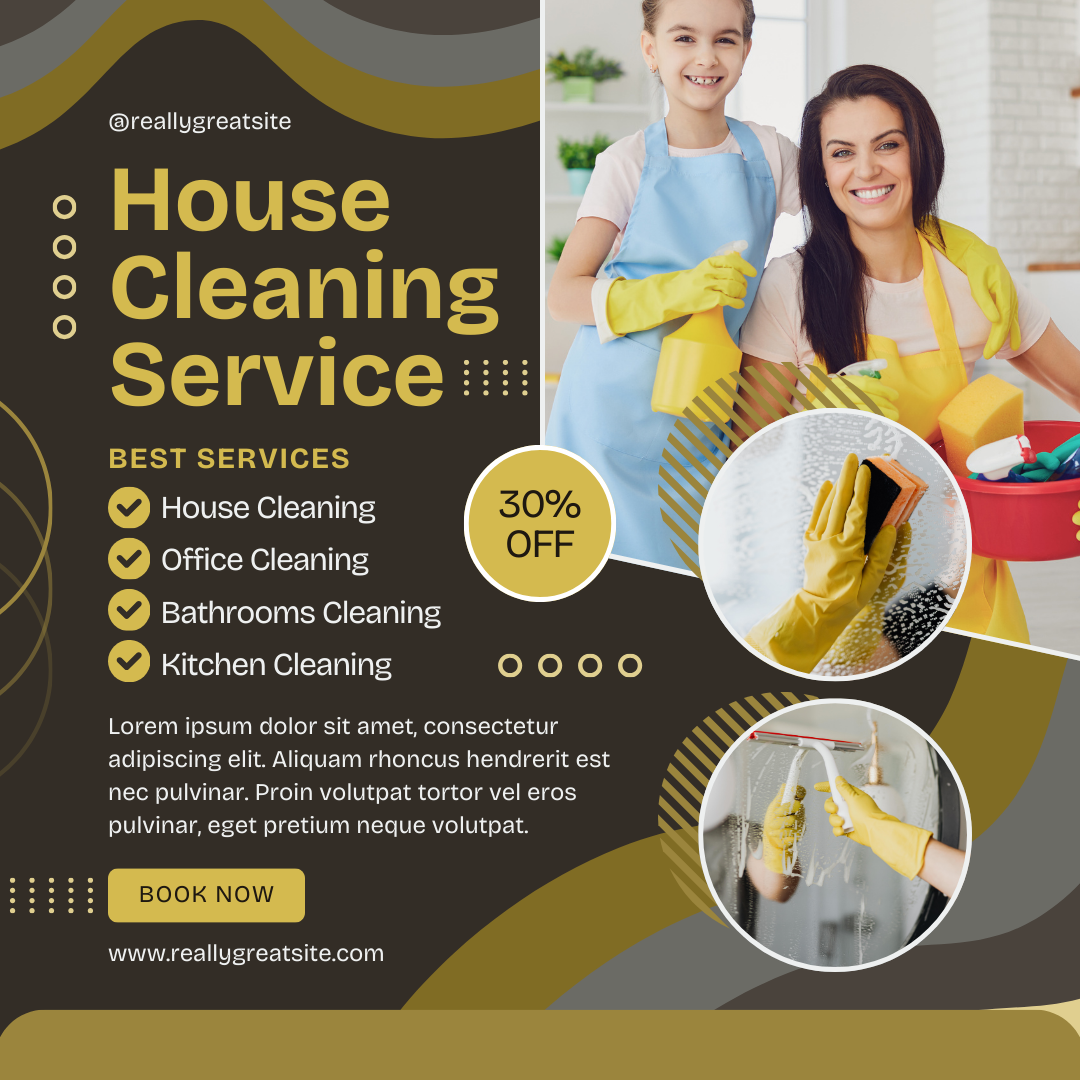 @reallygreatsite
House
Cleaning
Service
BEST SERVICES
House Cleaning
Office Cleaning
Bathrooms Cleaning
Kitchen Cleaning
30%
OFF
Lorem ipsum dolor sit amet, consectetur
adipiscing elit. Aliquam rhoncus hendrerit est
nec pulvinar. Proin volutpat tortor vel eros
pulvinar, eget pretium neque volutpat.
BOOK NOW
www.reallygreatsite.com